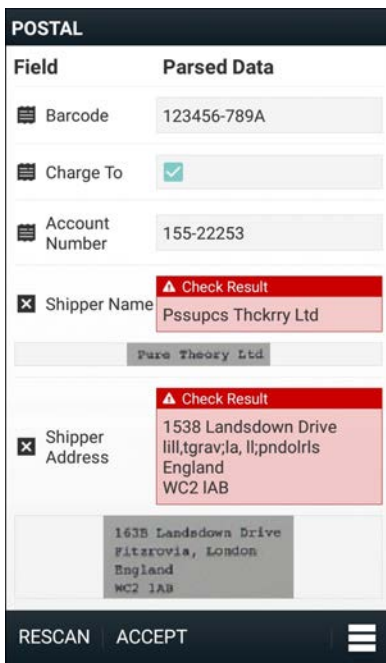 POSTAL
Field Parsed Data
Barcode 123456-789A
Charge To
Account Number 155-22253
Check Result
Shipper Name Pssupcs Thckrry Ltd
Pure Theory Ltd
Check Result
Shipper Address
1538 Landsdown Drive
lill,tgrav;la, ll;pndolrls
England
WC2 IAB
163B Landsdown Drive
Fitzrovia, London
England
WC2 1AB
RESCAN ACCEPT